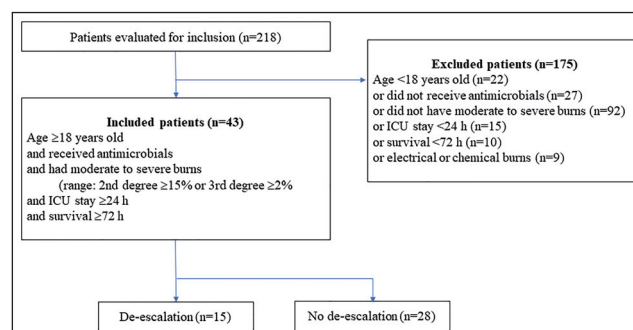 Patients evaluated for inclusion (n=218)
Excluded patients (n=175)
Age <18 years old (n=22)
or did not receive antimicrobials (n=27)
or did not have moderate to severe burns (n=92)
or ICU stay <24 h (n=15)
or survival <72 h (n=10)
or electrical or chemical burns (n=9)
Included patients (n=43)
Age ≥18 years old
and received antimicrobials
and had moderate to severe burns
(range: 2nd degree ≥15% or 3rd degree ≥2%
and ICU stay ≥24 h
and survival ≥72 h
De-escalation (n=15)
No de-escalation (n=28)